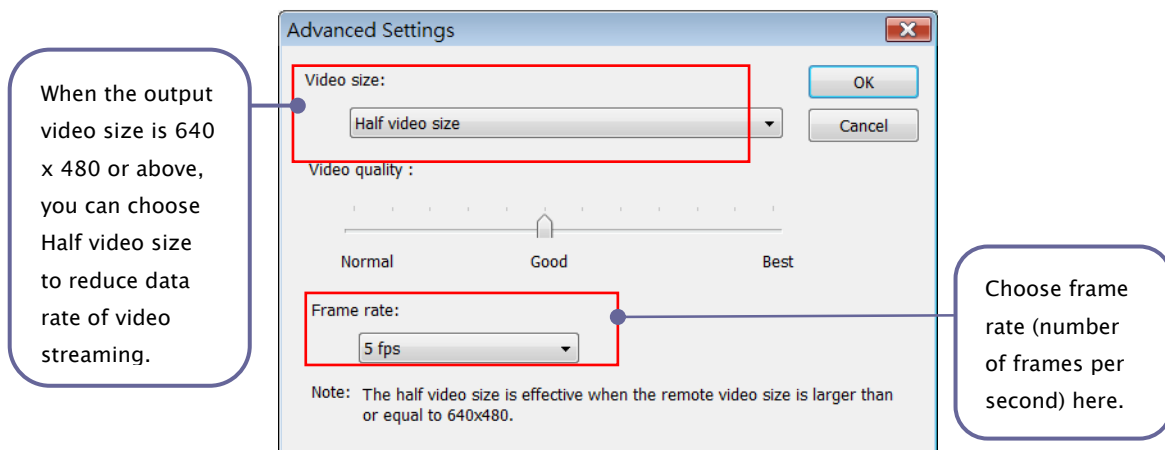 Advanced Settings
When the output
video size is 640
x 480 or above,
you can choose
Half video size
to reduce data
rate of video
streaming.
Video size:
Half video size
OK
Cancel
Video quality :
Normal Good Best
Frame rate:
5 fps
Choose frame
rate (number
of frames per
second) here.
Note: The half video size is effective when the remote video size is larger than
or equal to 640x480.